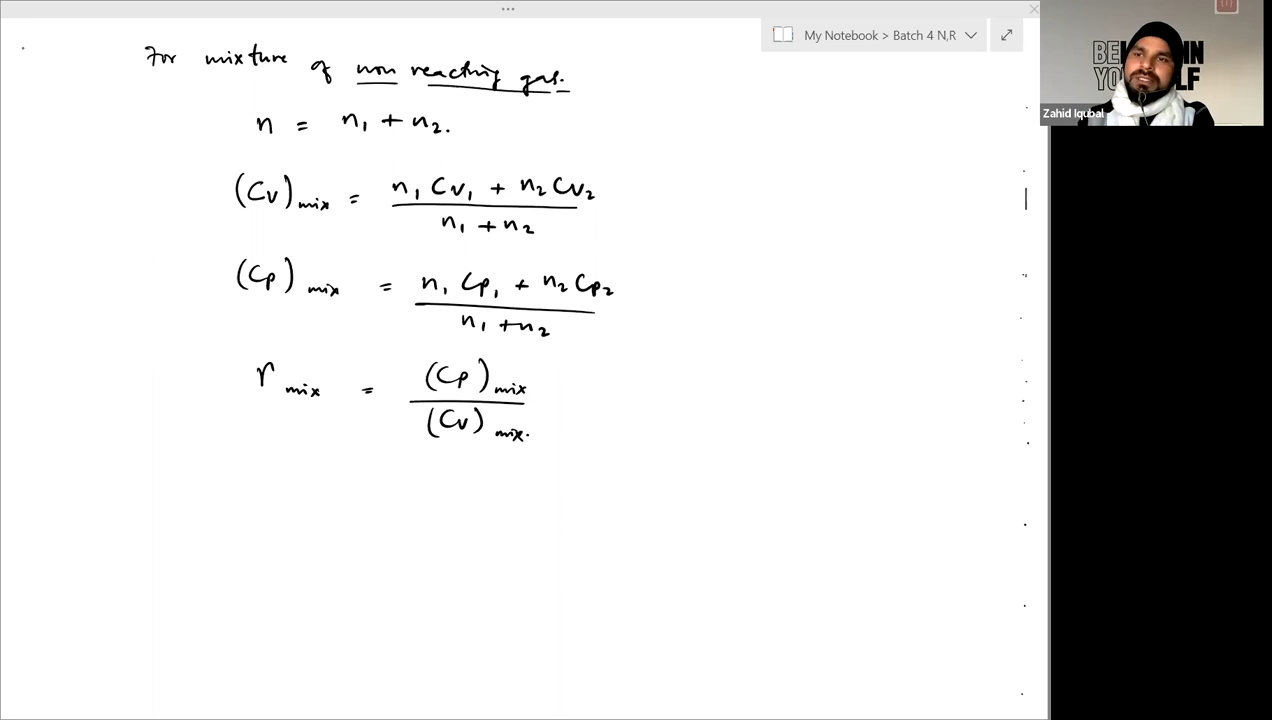 My Notebook > Batch 4 N,R
For mixture of non reacting gas.
n = n₁ + n₂.
(Cv)mix = n₁ Cv₁ + n₂ Cv₂
n₁ + n₂
(Cp) mix = n₁ Cp₁ + n₂ Cp₂
n₁ + n₂
γ mix = (Cp) mix
(Cv) mix.
Zahid Iqubal